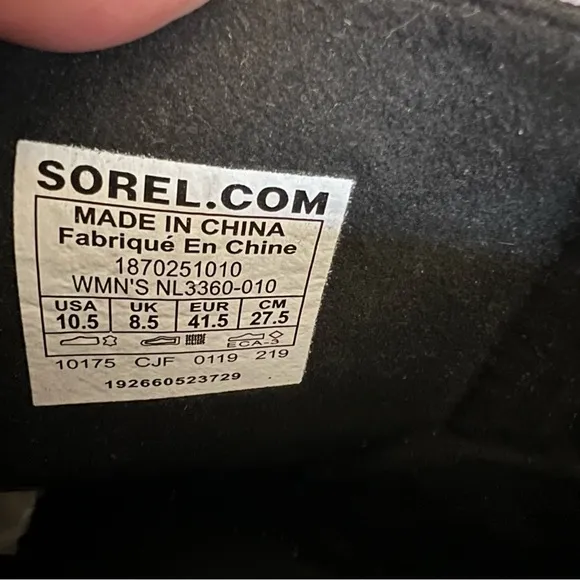 SOREL.COM
MADE IN CHINA
Fabriqué En Chine
1870251010
WMN'S NL3360-010
USA UK EUR CM
10.5 8.5 41.5 27.5
ECA-3
10175 CJF 0119 219
192660523729